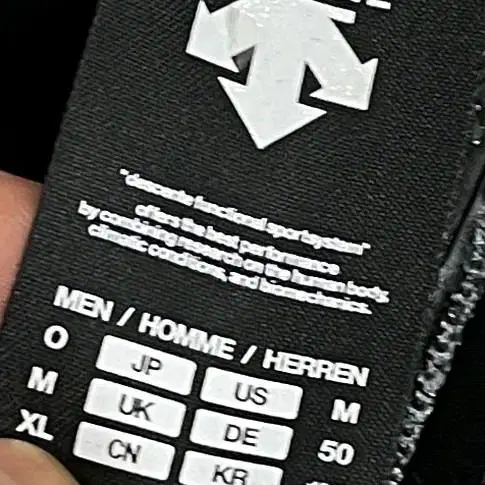 "descente functional sportsystem"
offers the best performance
by combining research on the human body,
climatic conditions, and biomechanics.
MEN / HOMME / HERREN
O JP US M
M UK DE 50
XL CN KR